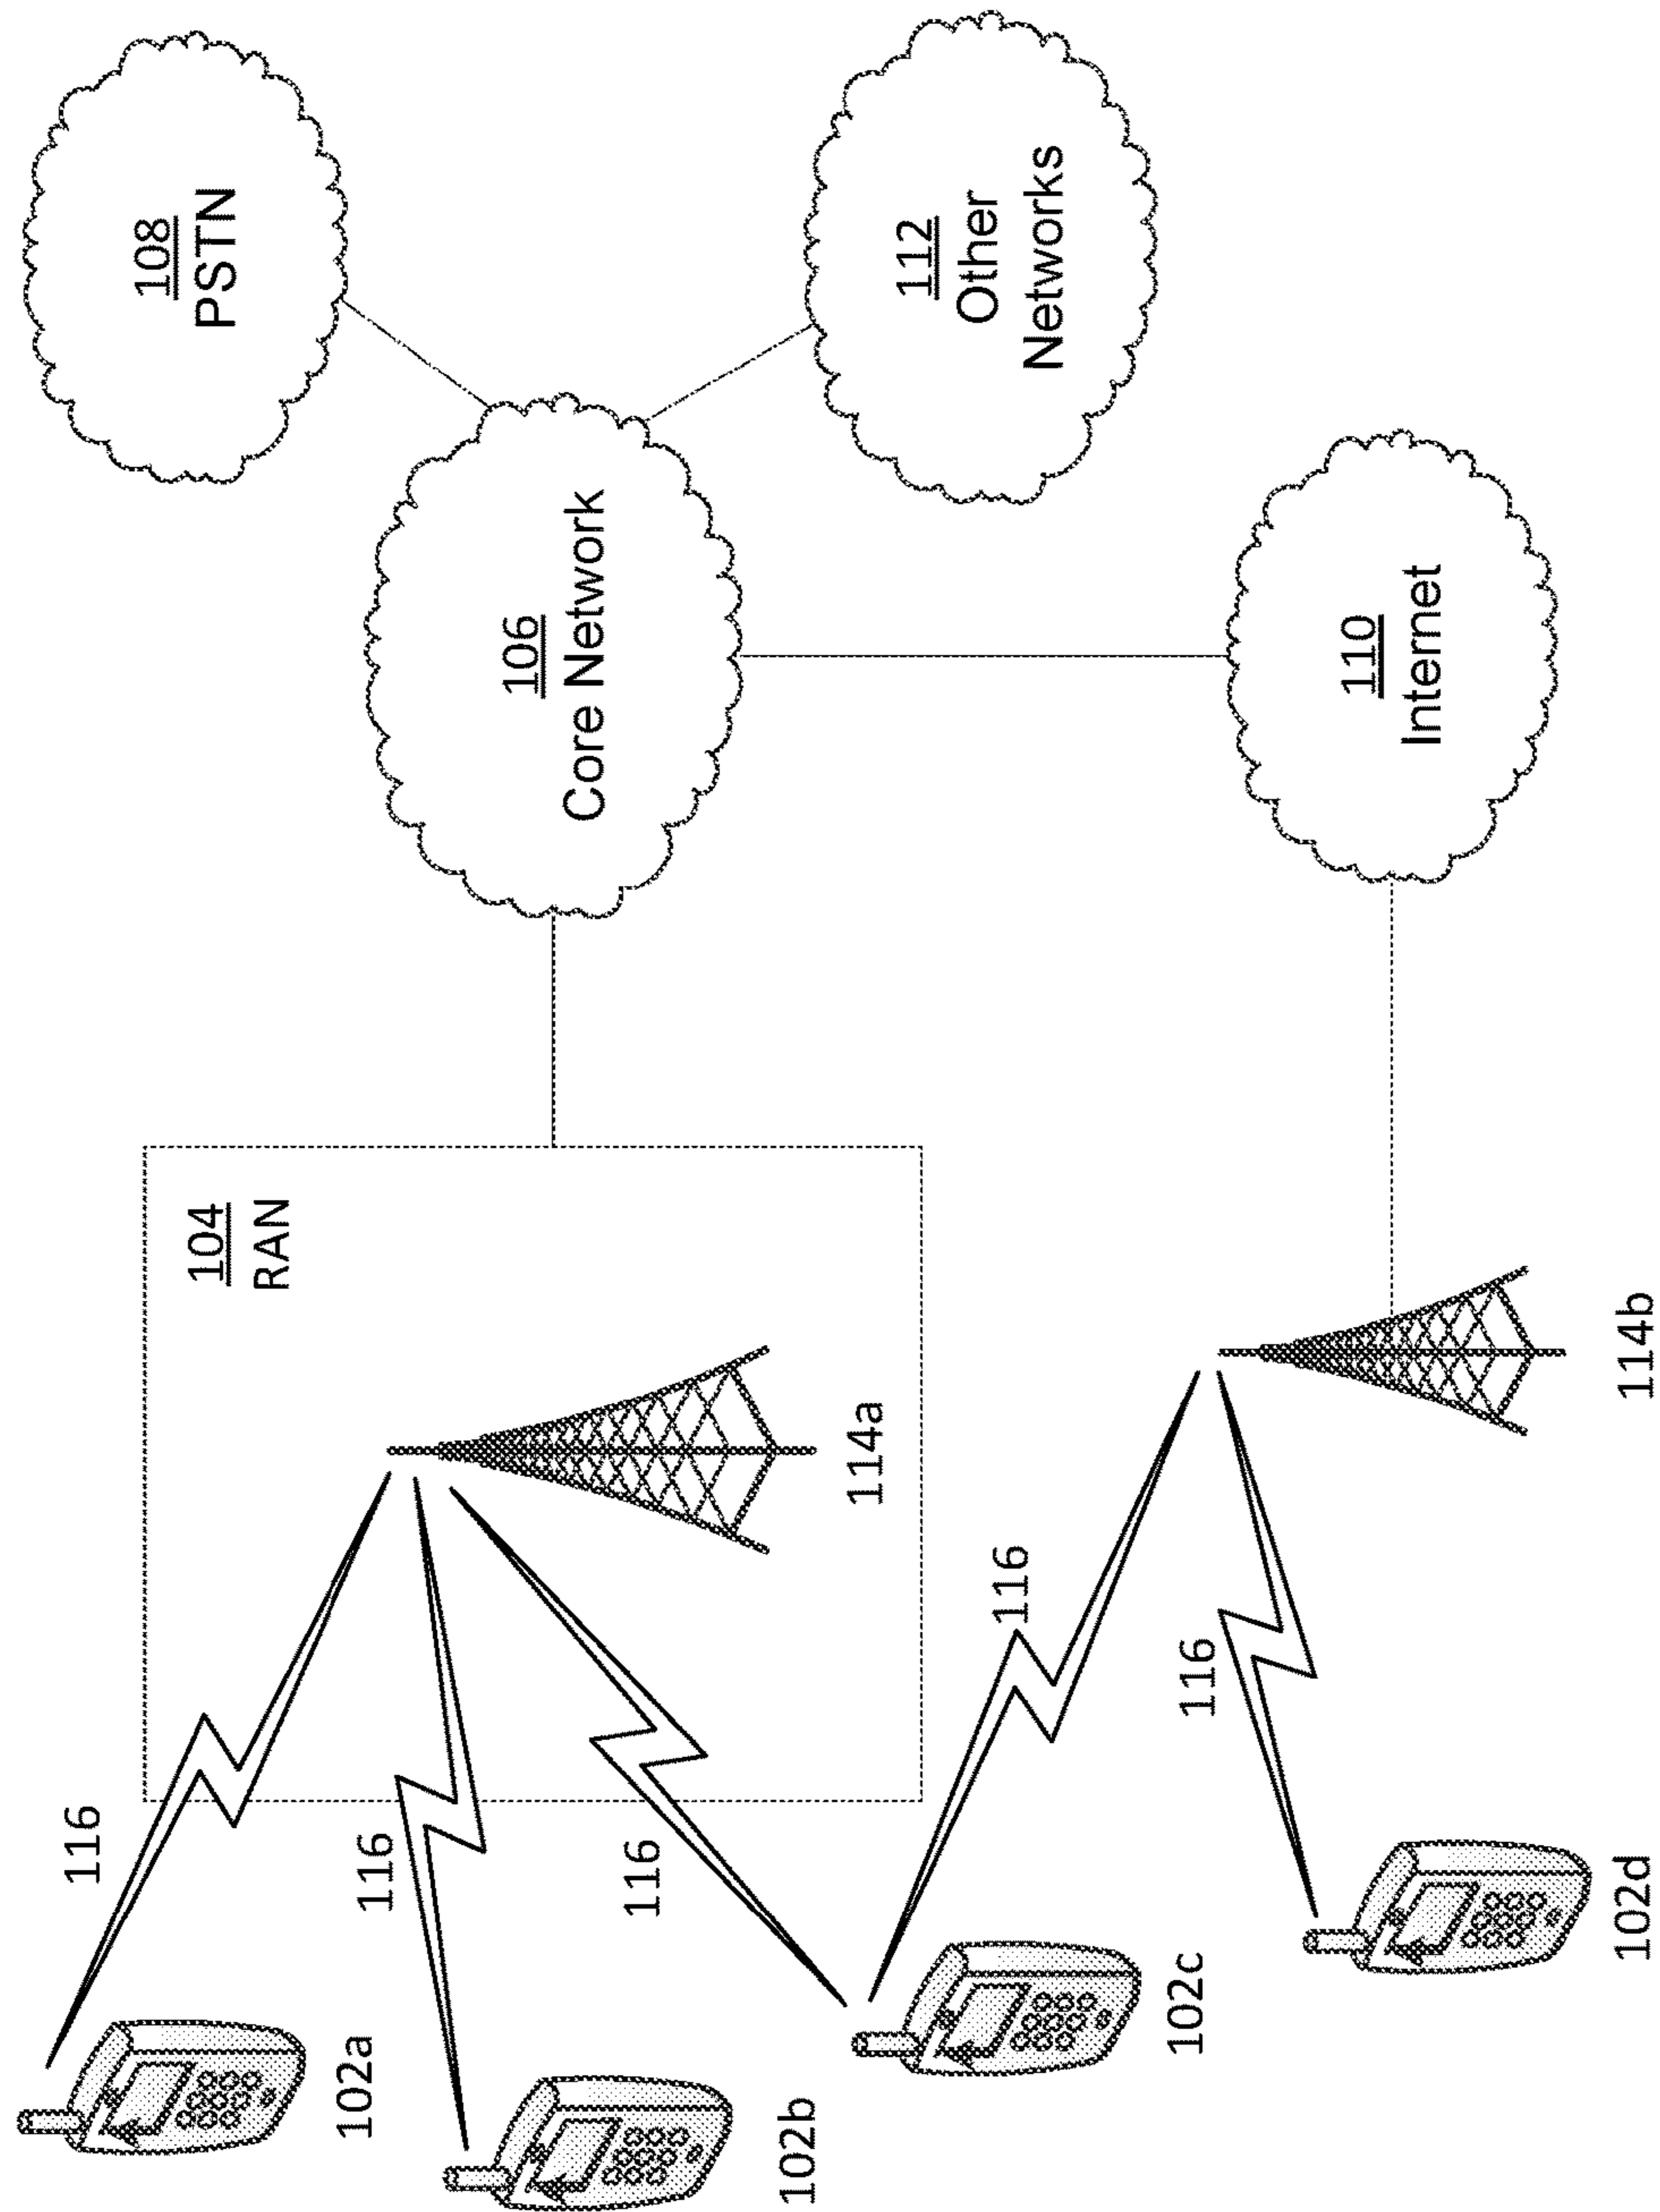 102a
116
104
RAN
108
PSTN
102b
116
114a
106
Core Network
116
112
Other
Networks
102c
116
116
110
Internet
102d
114b